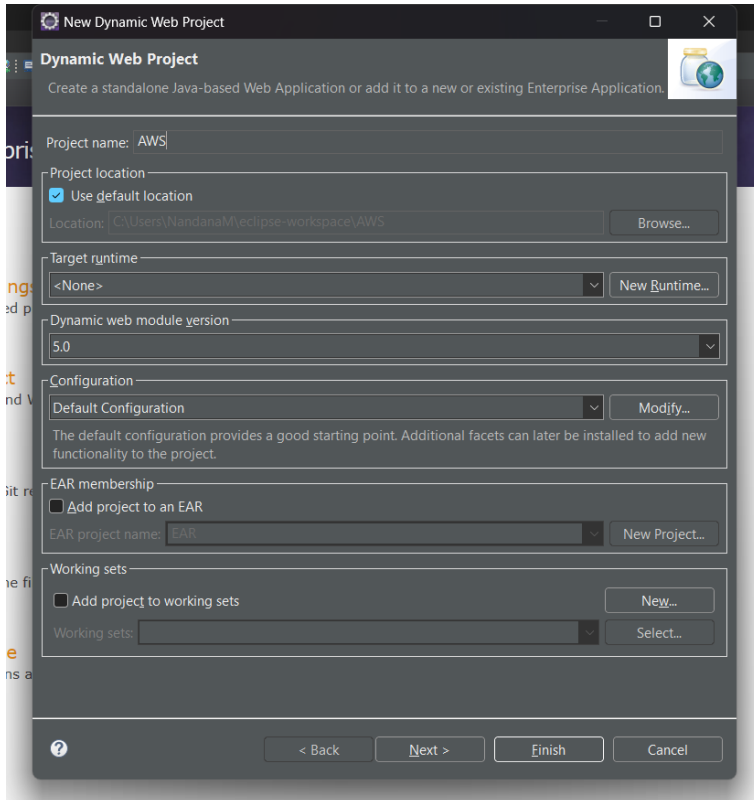 New Dynamic Web Project
Dynamic Web Project
Create a standalone Java-based Web Application or add it to a new or existing Enterprise Application.
Project name: AWS
Project location
Use default location
Location: C:\Users\NandanaM\eclipse-workspace\AWS Browse...
Target runtime
<None> New Runtime...
Dynamic web module version
5.0
Configuration
Default Configuration Modify...
The default configuration provides a good starting point. Additional facets can later be installed to add new
functionality to the project.
EAR membership
Add project to an EAR
EAR project name: EAR New Project...
Working sets
Add project to working sets New...
Working sets: Select...
? < Back Next > Finish Cancel